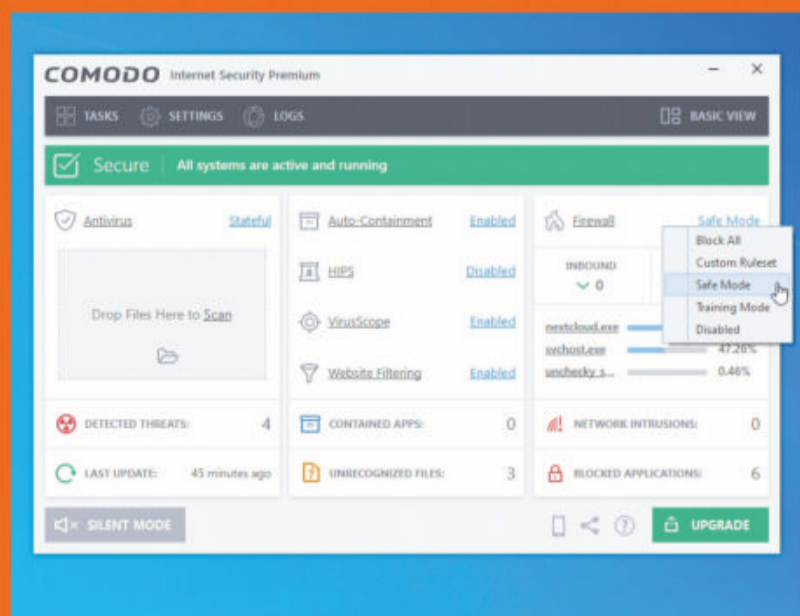 COMODO Internet Security Premium
TASKS SETTINGS LOGS BASIC VIEW
Secure All systems are active and running
Antivirus Stateful
Drop Files Here to Scan
DETECTED THREATS: 4
LAST UPDATE: 45 minutes ago
Auto-Containment Enabled
HIPS Disabled
VirusScope Enabled
Website Filtering Enabled
CONTAINED APPS: 0
UNRECOGNIZED FILES: 3
Firewall Safe Mode
Block All
Custom Ruleset
Safe Mode
Training Mode
Disabled
INBOUND
0
nextcloud.exe
svchost.exe 47.26%
unchecky_s... 0.46%
NETWORK INTRUSIONS: 0
BLOCKED APPLICATIONS: 6
SILENT MODE
UPGRADE